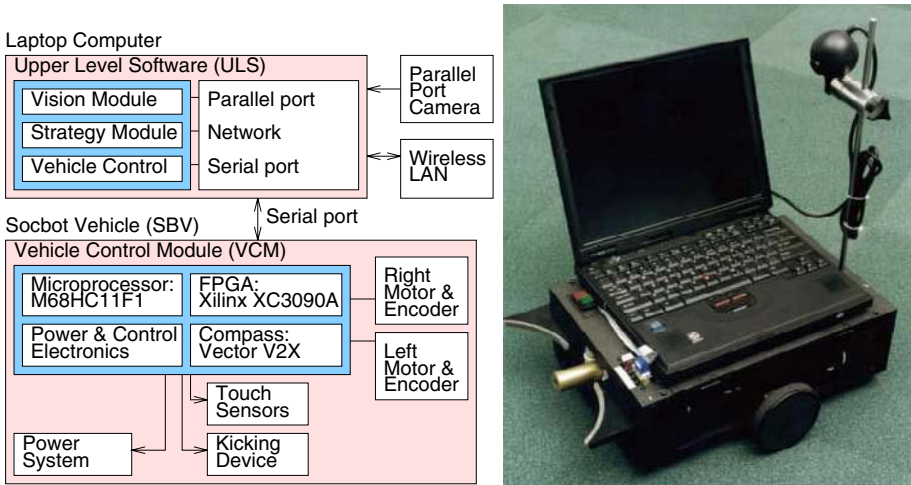 Laptop Computer
Upper Level Software (ULS)
Vision Module
Parallel port
Strategy Module
Network
Vehicle Control
Serial port
Parallel
Port
Camera
Wireless
LAN
Serial port
Socbot Vehicle (SBV)
Vehicle Control Module (VCM)
Microprocessor:
M68HC11F1
FPGA:
Xilinx XC3090A
Power & Control
Electronics
Compass:
Vector V2X
Right
Motor &
Encoder
Left
Motor &
Encoder
Touch
Sensors
Power
System
Kicking
Device